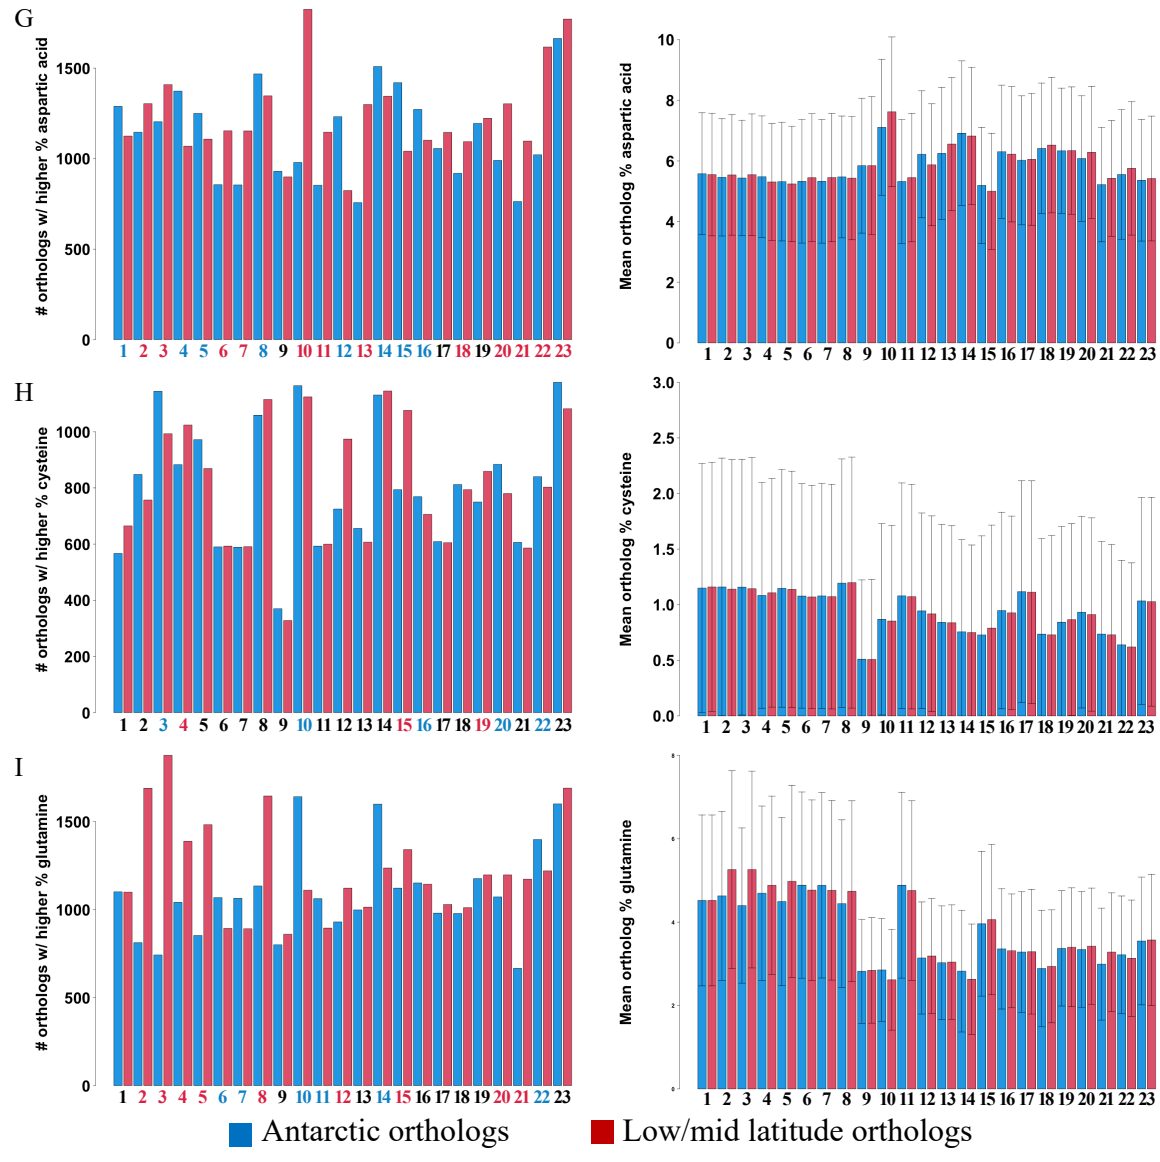 G
# orthologs w/ higher % aspartic acid
1500
1000
500
0
1 2 3 4 5 6 7 8 9 10 11 12 13 14 15 16 17 18 19 20 21 22 23
Mean ortholog % aspartic acid
10
8
6
4
2
0
1 2 3 4 5 6 7 8 9 10 11 12 13 14 15 16 17 18 19 20 21 22 23
H
# orthologs w/ higher % cysteine
1000
800
600
400
200
0
1 2 3 4 5 6 7 8 9 10 11 12 13 14 15 16 17 18 19 20 21 22 23
Mean ortholog % cysteine
3.0
2.5
2.0
1.5
1.0
0.5
0.0
1 2 3 4 5 6 7 8 9 10 11 12 13 14 15 16 17 18 19 20 21 22 23
I
# orthologs w/ higher % glutamine
1500
1000
500
0
1 2 3 4 5 6 7 8 9 10 11 12 13 14 15 16 17 18 19 20 21 22 23
Mean ortholog % glutamine
8
6
4
2
0
1 2 3 4 5 6 7 8 9 10 11 12 13 14 15 16 17 18 19 20 21 22 23
Antarctic orthologs
Low/mid latitude orthologs